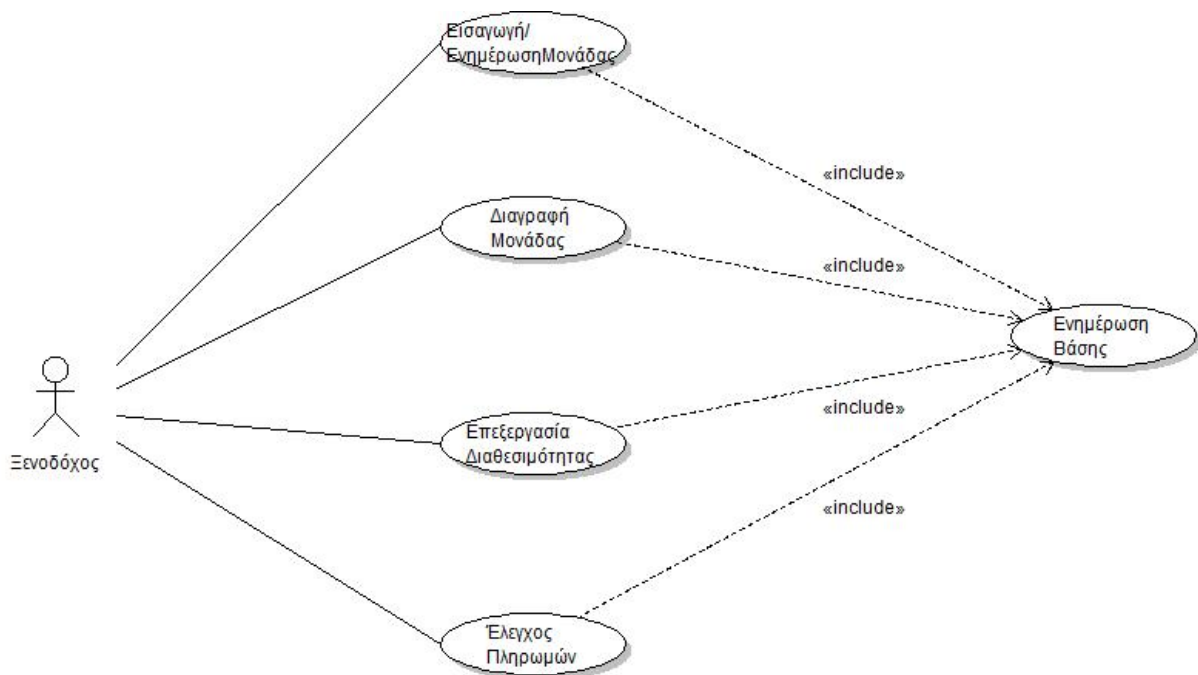 Εισαγωγή/
ΕνημέρωσηΜονάδας
«include»
Διαγραφή
Μονάδας
«include»
Ενημέρωση
Βάσης
Ξενοδόχος
Επεξεργασία
Διαθεσιμότητας
«include»
«include»
Έλεγχος
Πληρωμών